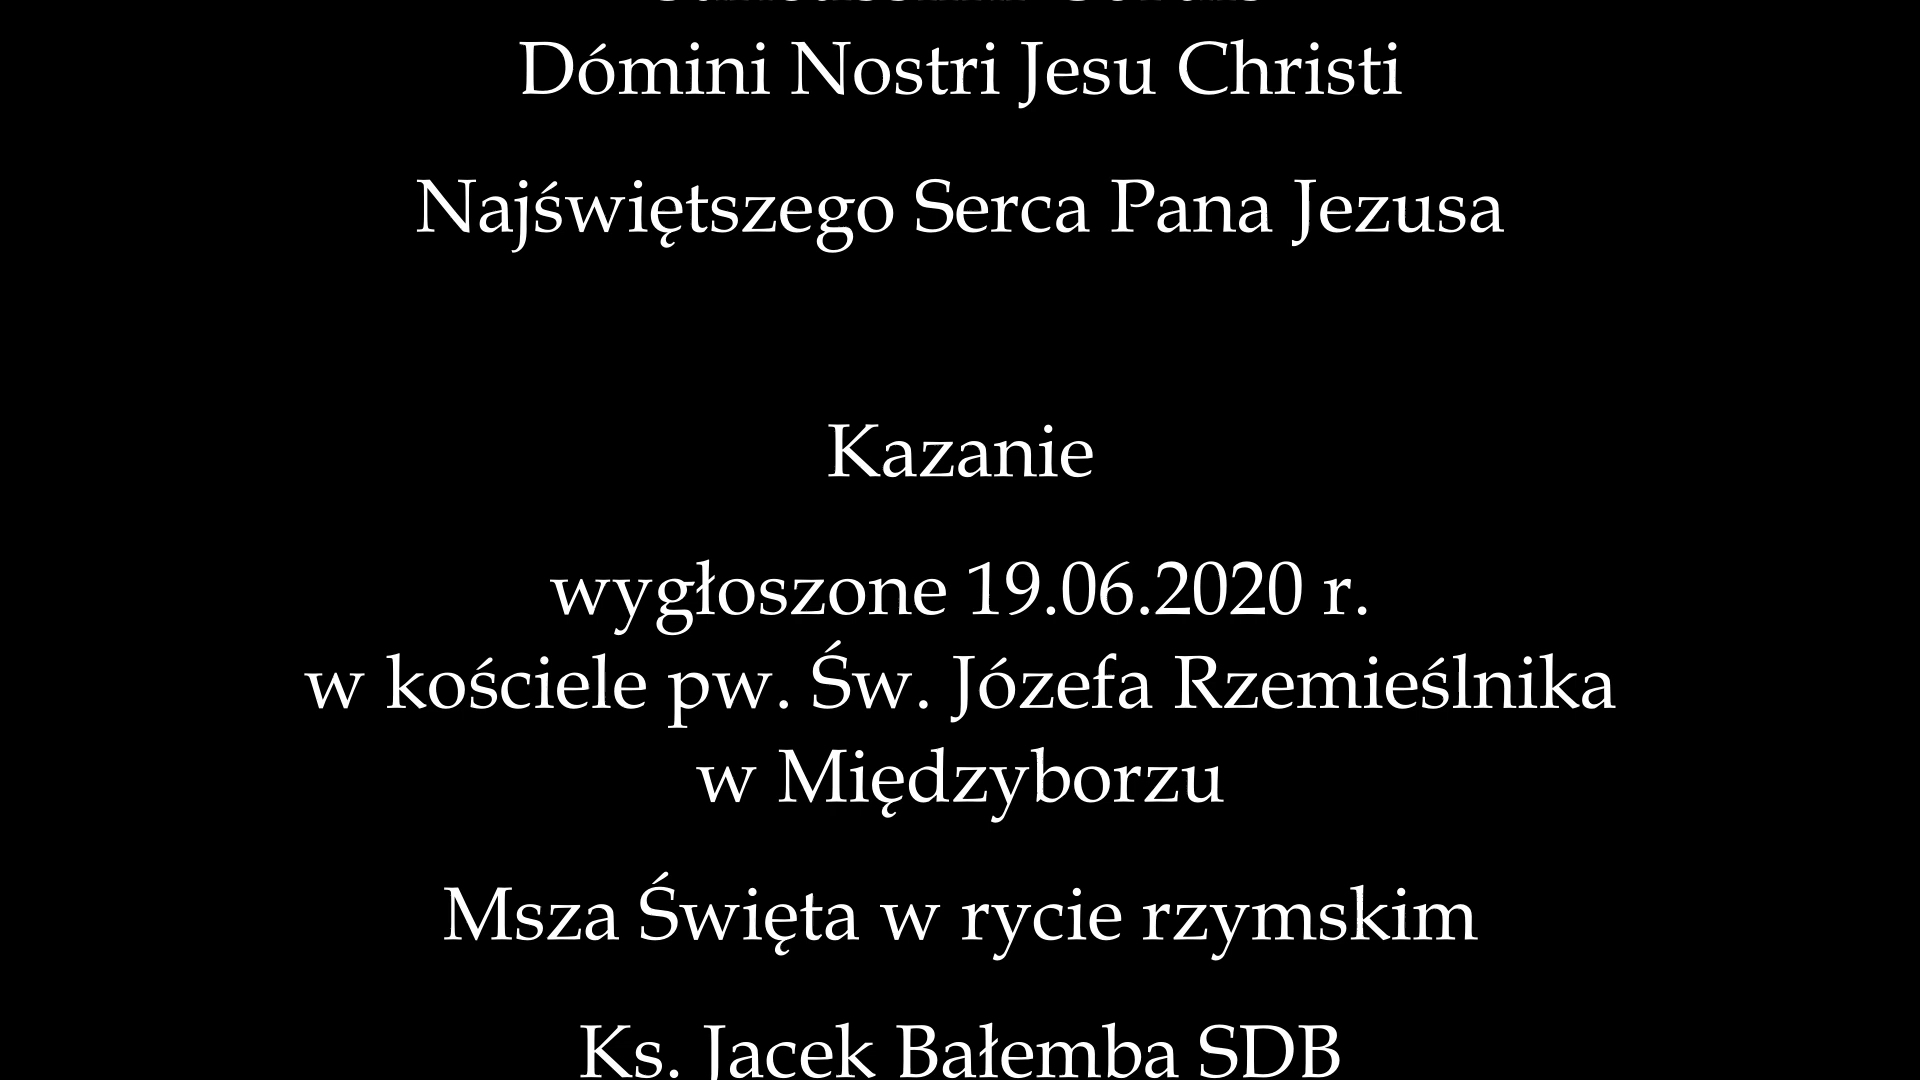 Dómini Nostri Jesu Christi
Najświętszego Serca Pana Jezusa
Kazanie
wygłoszone 19.06.2020 r.
w kościele pw. Św. Józefa Rzemieślnika
w Międzyborzu
Msza Święta w rycie rzymskim
Ks. Jacek Bałemba SDB